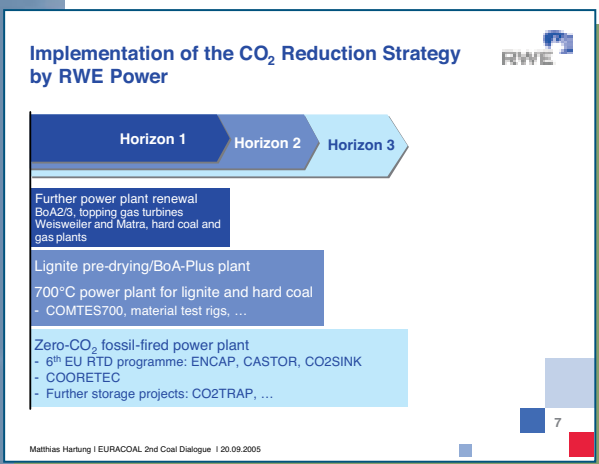 Implementation of the CO₂ Reduction Strategy
by RWE Power
RWE
Horizon 1
Horizon 2
Horizon 3
Further power plant renewal
BoA2/3, topping gas turbines
Weisweiler and Matra, hard coal and
gas plants
Lignite pre-drying/BoA-Plus plant
700°C power plant for lignite and hard coal
- COMTES700, material test rigs, …
Zero-CO₂ fossil-fired power plant
- 6th EU RTD programme: ENCAP, CASTOR, CO2SINK
- COORETEC
- Further storage projects: CO2TRAP, …
7
Matthias Hartung I EURACOAL 2nd Coal Dialogue I 20.09.2005